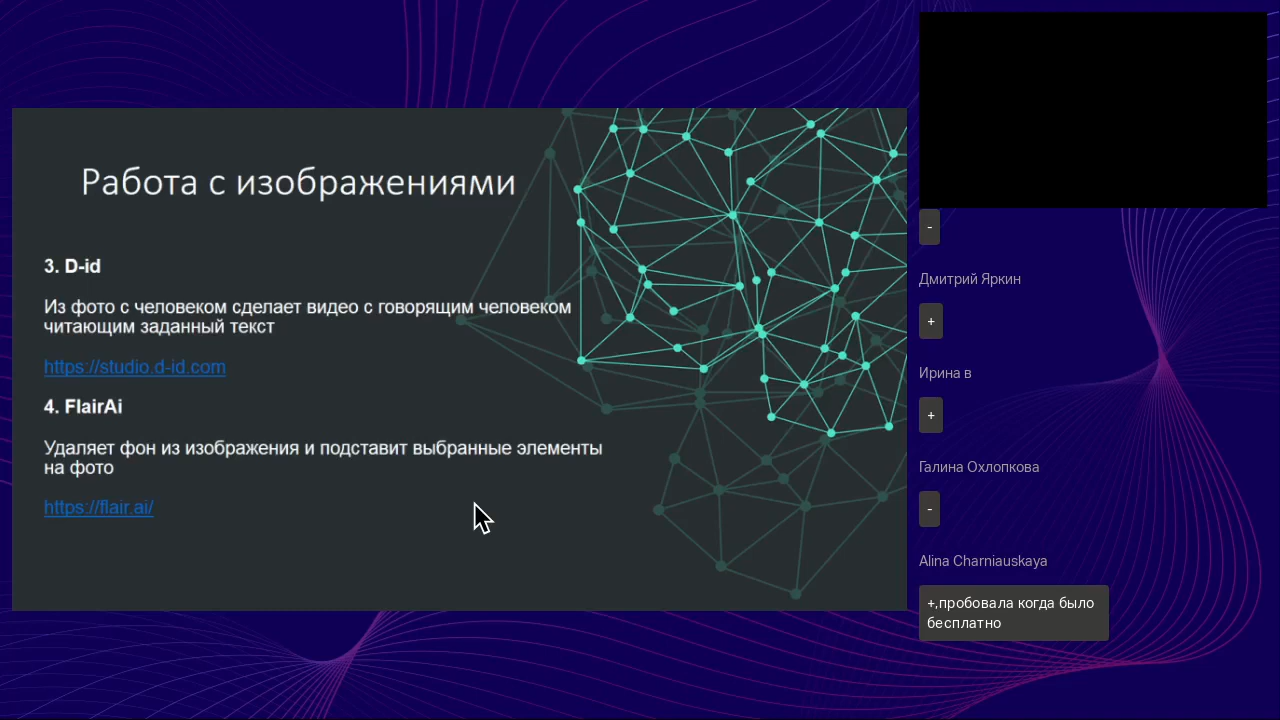 Работа с изображениями
3. D-id
Из фото с человеком сделает видео с говорящим человеком
читающим заданный текст
https://studio.d-id.com
4. FlairAi
Удаляет фон из изображения и подставит выбранные элементы
на фото
https://flair.ai/
-
Дмитрий Яркин
+
Ирина в
+
Галина Охлопкова
-
Alina Charniauskaya
+,пробовала когда было
бесплатно